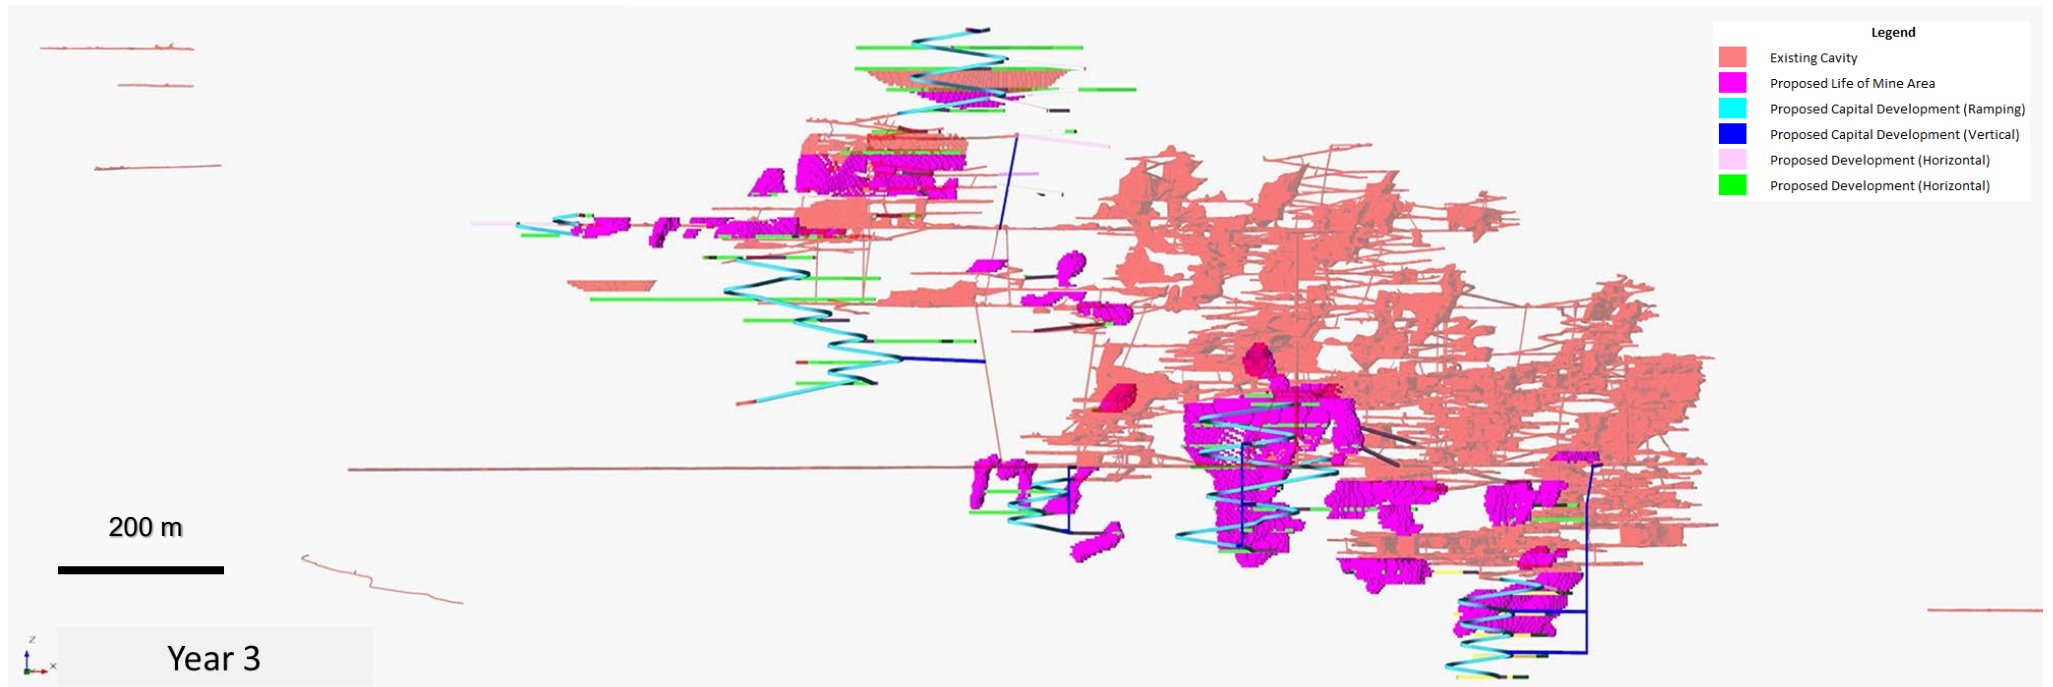 Legend
Existing Cavity
Proposed Life of Mine Area
Proposed Capital Development (Ramping)
Proposed Capital Development (Vertical)
Proposed Development (Horizontal)
Proposed Development (Horizontal)
200 m
Z
X
Year 3